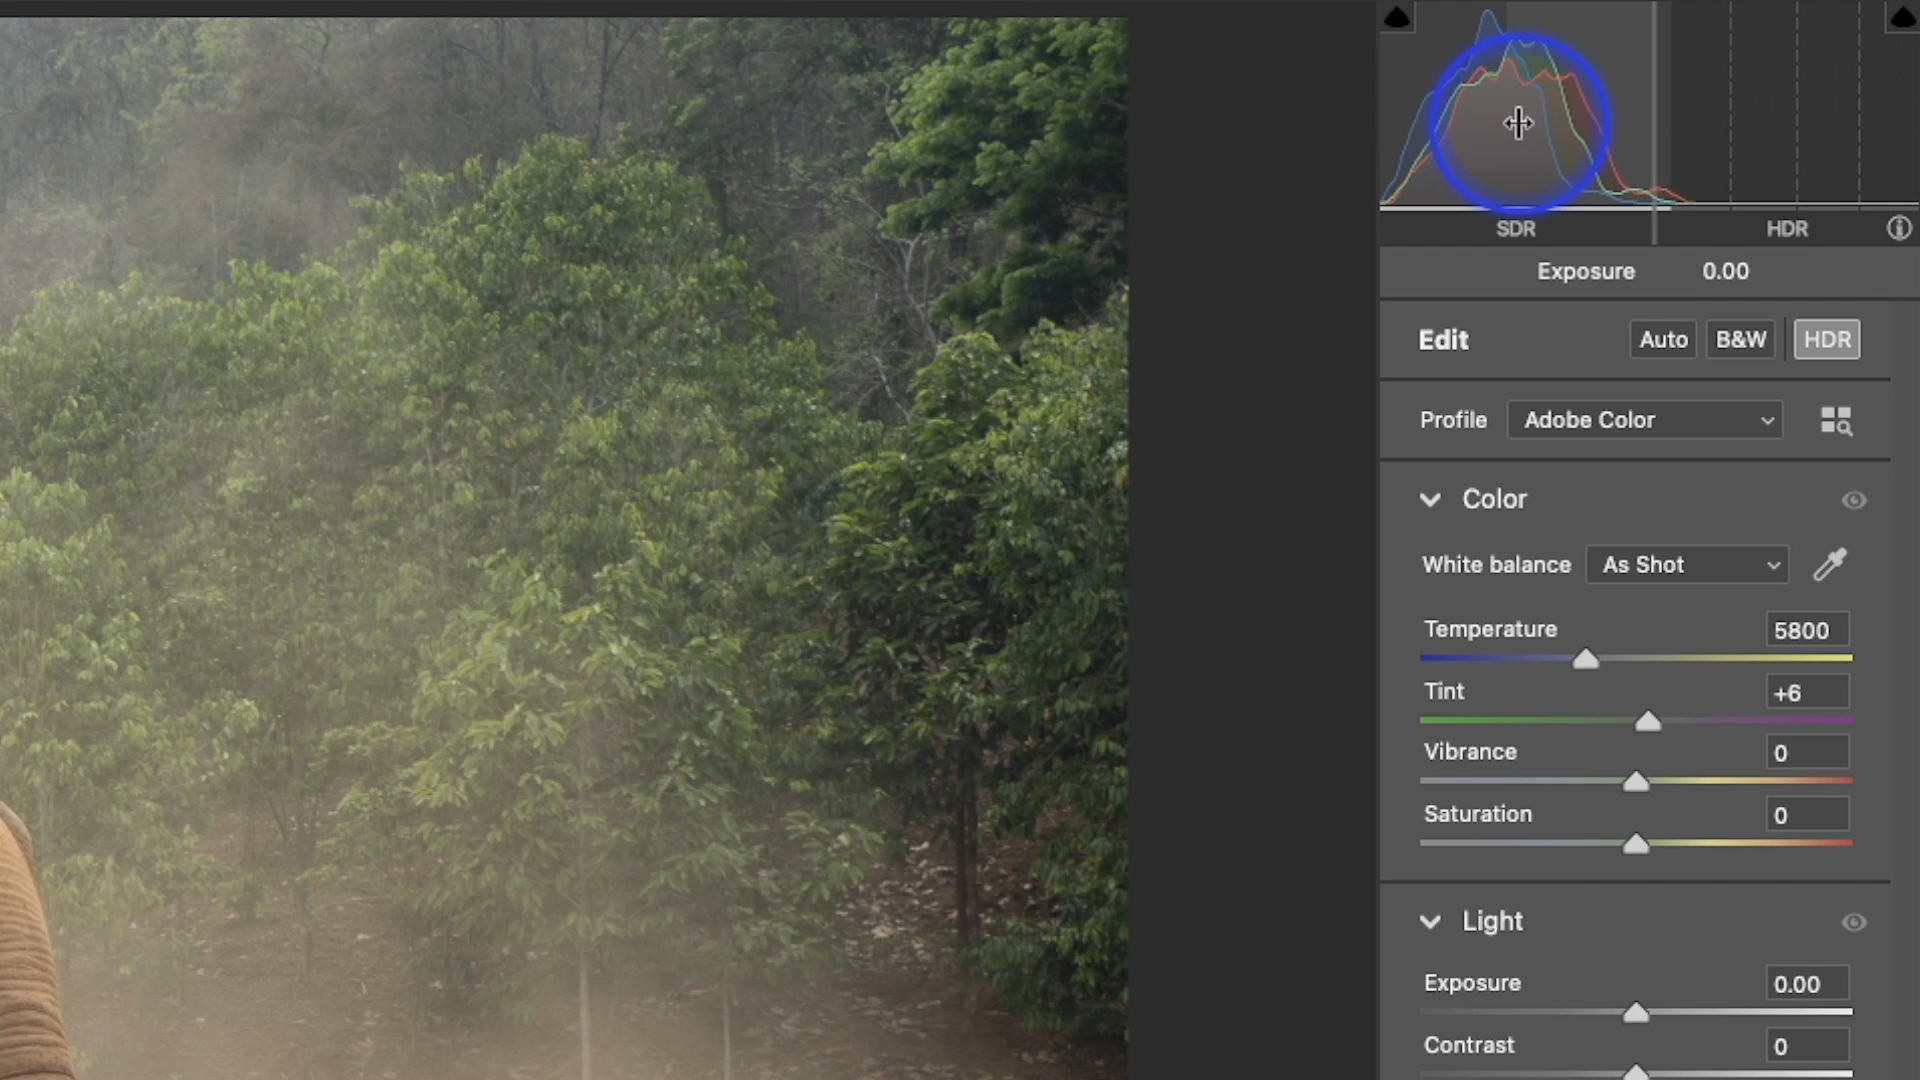 SDR HDR
Exposure 0.00
Edit Auto B&W HDR
Profile Adobe Color
Color
White balance As Shot
Temperature 5800
Tint +6
Vibrance 0
Saturation 0
Light
Exposure 0.00
Contrast 0